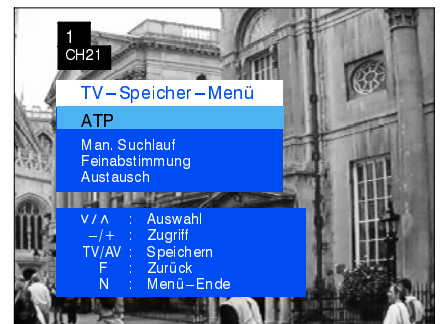 1
CH21
TV–Speicher–Menü
ATP
Man. Suchlauf
Feinabstimmung
Austausch
∨/∧ : Auswahl
–/+ : Zugriff
TV/AV : Speichern
F : Zurück
N : Menü–Ende